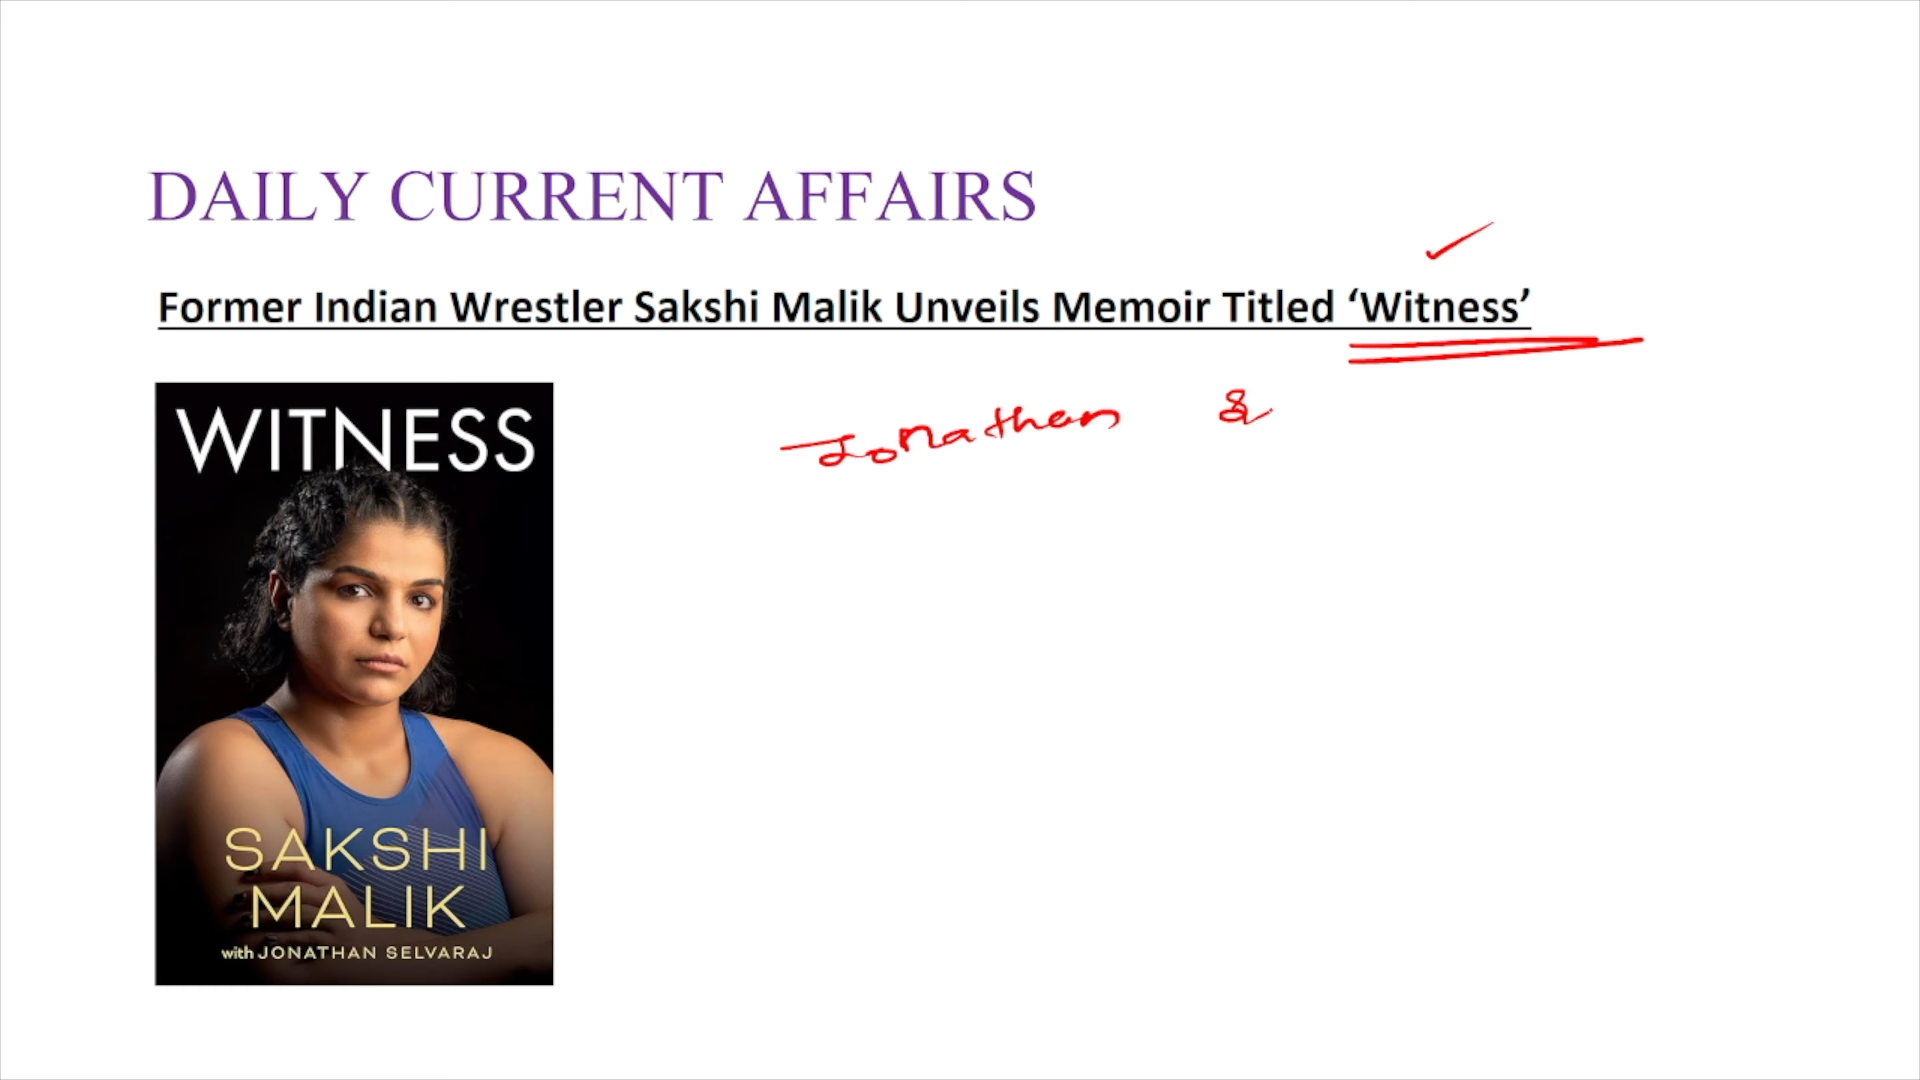 DAILY CURRENT AFFAIRS
Former Indian Wrestler Sakshi Malik Unveils Memoir Titled ‘Witness’
Jonathan &
WITNESS
SAKSHI
MALIK
with JONATHAN SELVARAJ